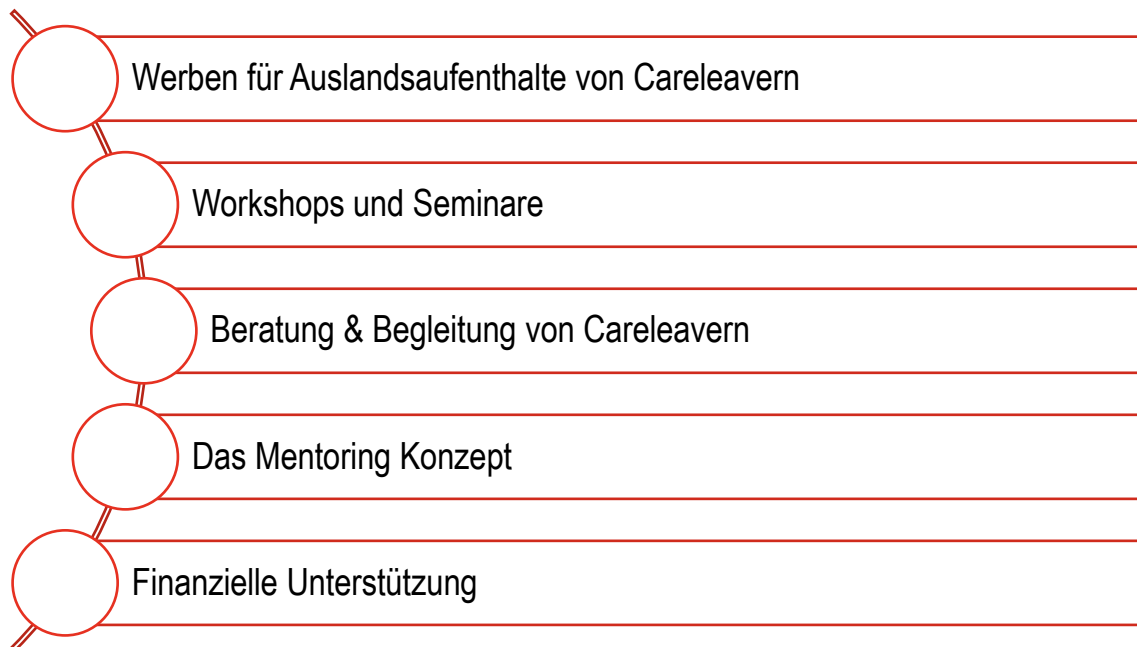 Werben für Auslandsaufenthalte von Careleavern
Workshops und Seminare
Beratung & Begleitung von Careleavern
Das Mentoring Konzept
Finanzielle Unterstützung